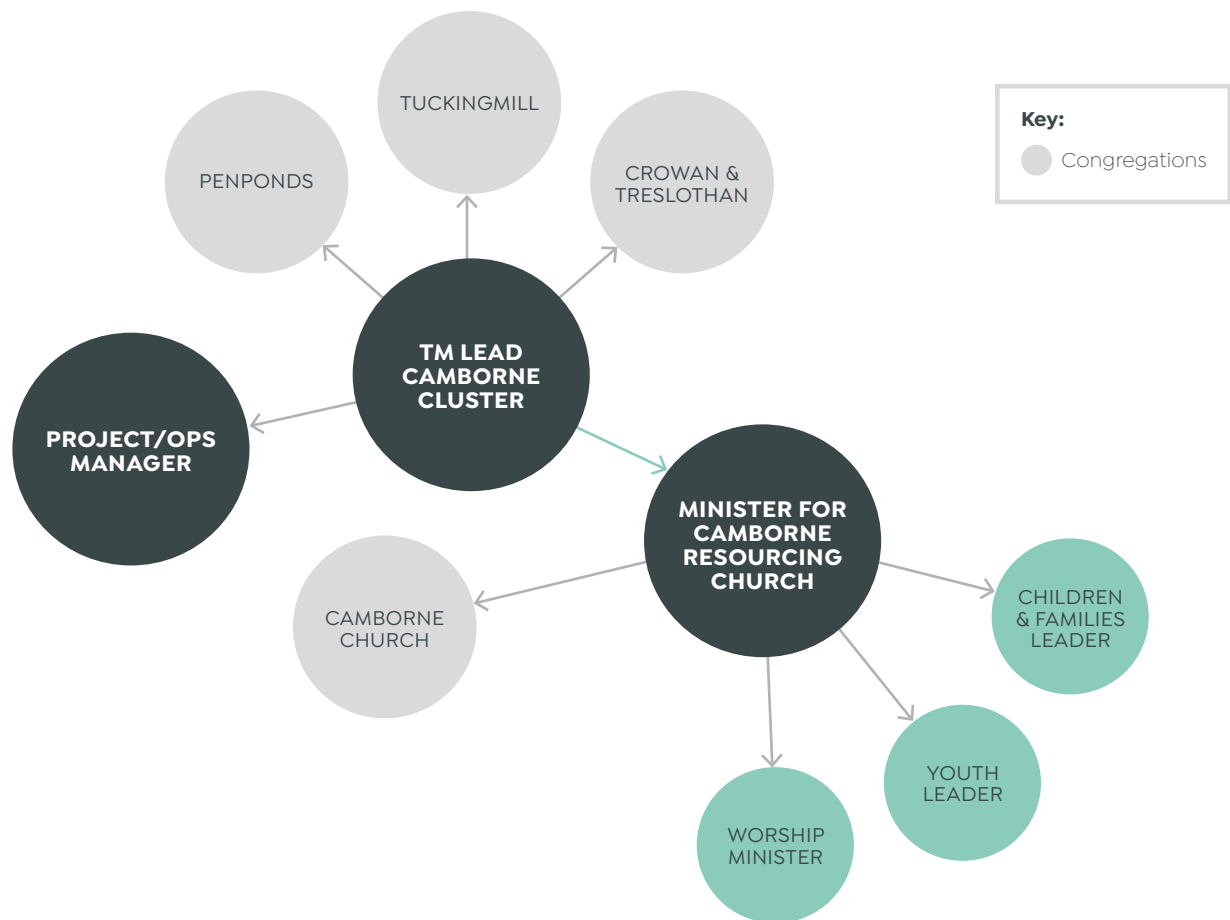 TUCKINGMILL
PENPONDS
CROWAN &
TRESLOTHAN
Key:
Congregations
TM LEAD
CAMBORNE
CLUSTER
PROJECT/OPS
MANAGER
MINISTER FOR
CAMBORNE
RESOURCING
CHURCH
CAMBORNE
CHURCH
CHILDREN
& FAMILIES
LEADER
YOUTH
LEADER
WORSHIP
MINISTER